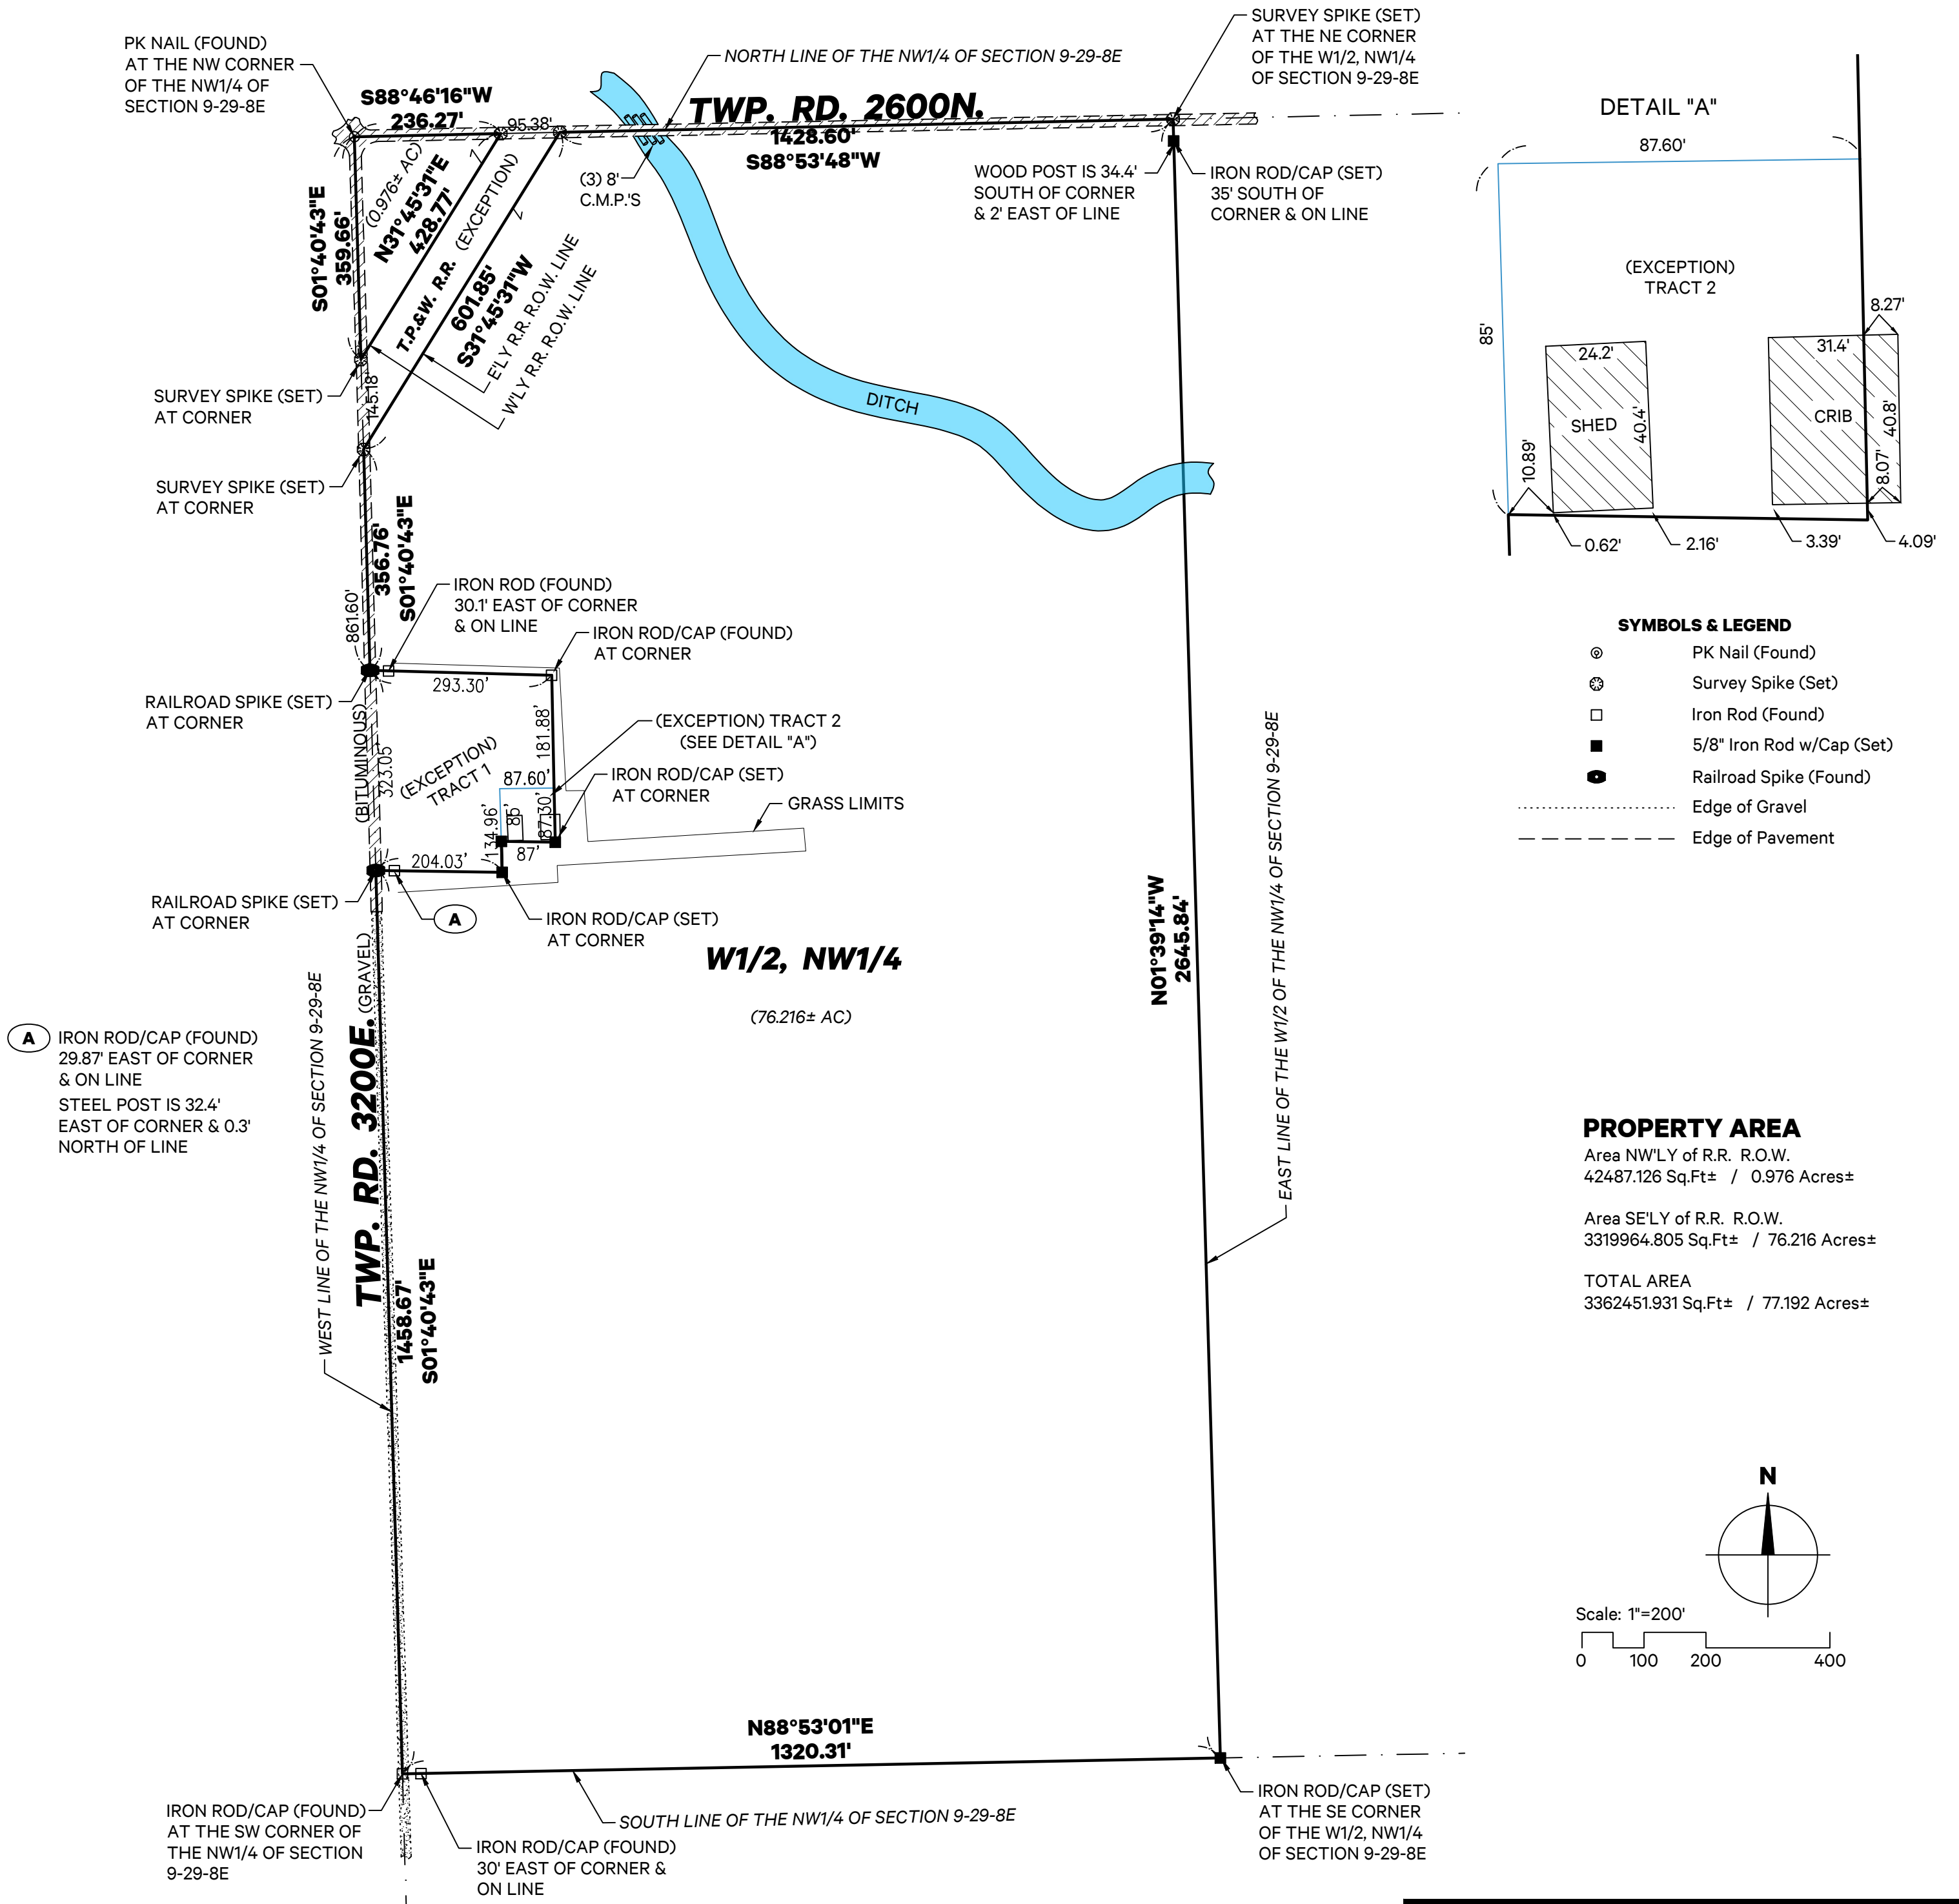 PK NAIL (FOUND)
AT THE NW CORNER
OF THE NW1/4 OF
SECTION 9-29-8E
S88°46'16"W
236.27'
95.38'
NORTH LINE OF THE NW1/4 OF SECTION 9-29-8E
TWP. RD. 2600N.
1428.60'
S88°53'48"W
SURVEY SPIKE (SET)
AT THE NE CORNER
OF THE W1/2, NW1/4
OF SECTION 9-29-8E
(3) 8'
C.M.P.'S
WOOD POST IS 34.4'
SOUTH OF CORNER
& 2' EAST OF LINE
IRON ROD/CAP (SET)
35' SOUTH OF
CORNER & ON LINE
S01°40'43"E
359.66'
(0.976± AC)
N31°45'31"E
428.77'
T.P.&W. R.R. (EXCEPTION)
601.85'
S31°45'31"W
E'LY R.R. R.O.W. LINE
W'LY R.R. R.O.W. LINE
DITCH
SURVEY SPIKE (SET)
AT CORNER
145.18'
SURVEY SPIKE (SET)
AT CORNER
356.76'
S01°40'43"E
861.60'
IRON ROD (FOUND)
30.1' EAST OF CORNER
& ON LINE
IRON ROD/CAP (FOUND)
AT CORNER
293.30'
RAILROAD SPIKE (SET)
AT CORNER
(BITUMINOUS)
323.05
(EXCEPTION)
TRACT 1
181.88'
(EXCEPTION) TRACT 2
(SEE DETAIL "A")
87.60'
IRON ROD/CAP (SET)
AT CORNER
GRASS LIMITS
134.96'
85'
87.30'
87'
204.03'
RAILROAD SPIKE (SET)
AT CORNER
A
IRON ROD/CAP (SET)
AT CORNER
W1/2, NW1/4
(76.216± AC)
N01°39'14"W
2645.84'
EAST LINE OF THE W1/2 OF THE NW1/4 OF SECTION 9-29-8E
A
IRON ROD/CAP (FOUND)
29.87' EAST OF CORNER
& ON LINE
STEEL POST IS 32.4'
EAST OF CORNER & 0.3'
NORTH OF LINE
WEST LINE OF THE NW1/4 OF SECTION 9-29-8E
TWP. RD. 3200E. (GRAVEL)
1458.67'
S01°40'43"E
N88°53'01"E
1320.31'
IRON ROD/CAP (FOUND)
AT THE SW CORNER OF
THE NW1/4 OF SECTION
9-29-8E
SOUTH LINE OF THE NW1/4 OF SECTION 9-29-8E
IRON ROD/CAP (FOUND)
30' EAST OF CORNER &
ON LINE
IRON ROD/CAP (SET)
AT THE SE CORNER
OF THE W1/2, NW1/4
OF SECTION 9-29-8E
DETAIL "A"
87.60'
(EXCEPTION)
TRACT 2
85'
8.27'
24.2'
31.4'
SHED
40.4'
CRIB
40.8'
10.89'
8.07'
0.62'
2.16'
3.39'
4.09'
SYMBOLS & LEGEND
PK Nail (Found)
Survey Spike (Set)
Iron Rod (Found)
5/8" Iron Rod w/Cap (Set)
Railroad Spike (Found)
Edge of Gravel
Edge of Pavement
PROPERTY AREA
Area NW'LY of R.R. R.O.W.
42487.126 Sq.Ft± / 0.976 Acres±
Area SE'LY of R.R. R.O.W.
3319964.805 Sq.Ft± / 76.216 Acres±
TOTAL AREA
3362451.931 Sq.Ft± / 77.192 Acres±
N
Scale: 1"=200'
0 100 200 400